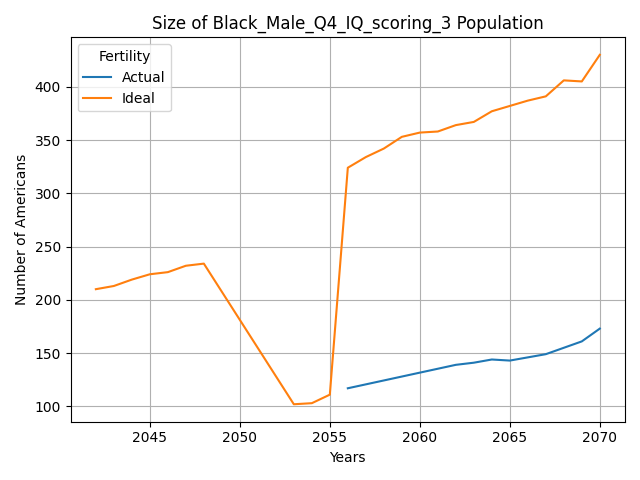 Size of Black_Male_Q4_IQ_scoring_3 Population
Fertility
Actual
Ideal
Number of Americans
400
350
300
250
200
150
100
2045 2050 2055 2060 2065 2070
Years